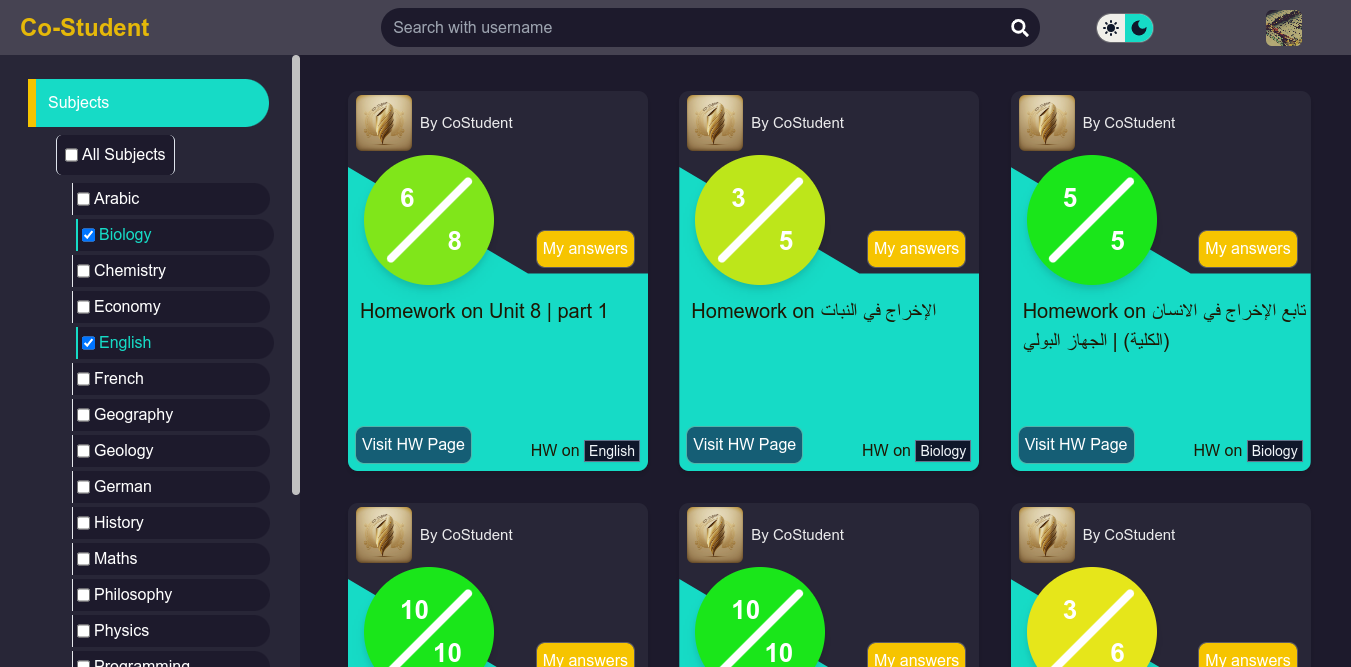 Co-Student
Search with username
Subjects
All Subjects
Arabic
Biology
Chemistry
Economy
English
French
Geography
Geology
German
History
Maths
Philosophy
Physics
Programming
By CoStudent
6
8
My answers
Homework on Unit 8 | part 1
Visit HW Page
HW on English
By CoStudent
3
5
My answers
Homework on الإخراج في النبات
Visit HW Page
HW on Biology
By CoStudent
5
5
My answers
Homework on تابع الإخراج في الانسان
(الكلية) | الجهاز البولي
Visit HW Page
HW on Biology
By CoStudent
10
10
My answers
By CoStudent
10
10
My answers
By CoStudent
3
6
My answers